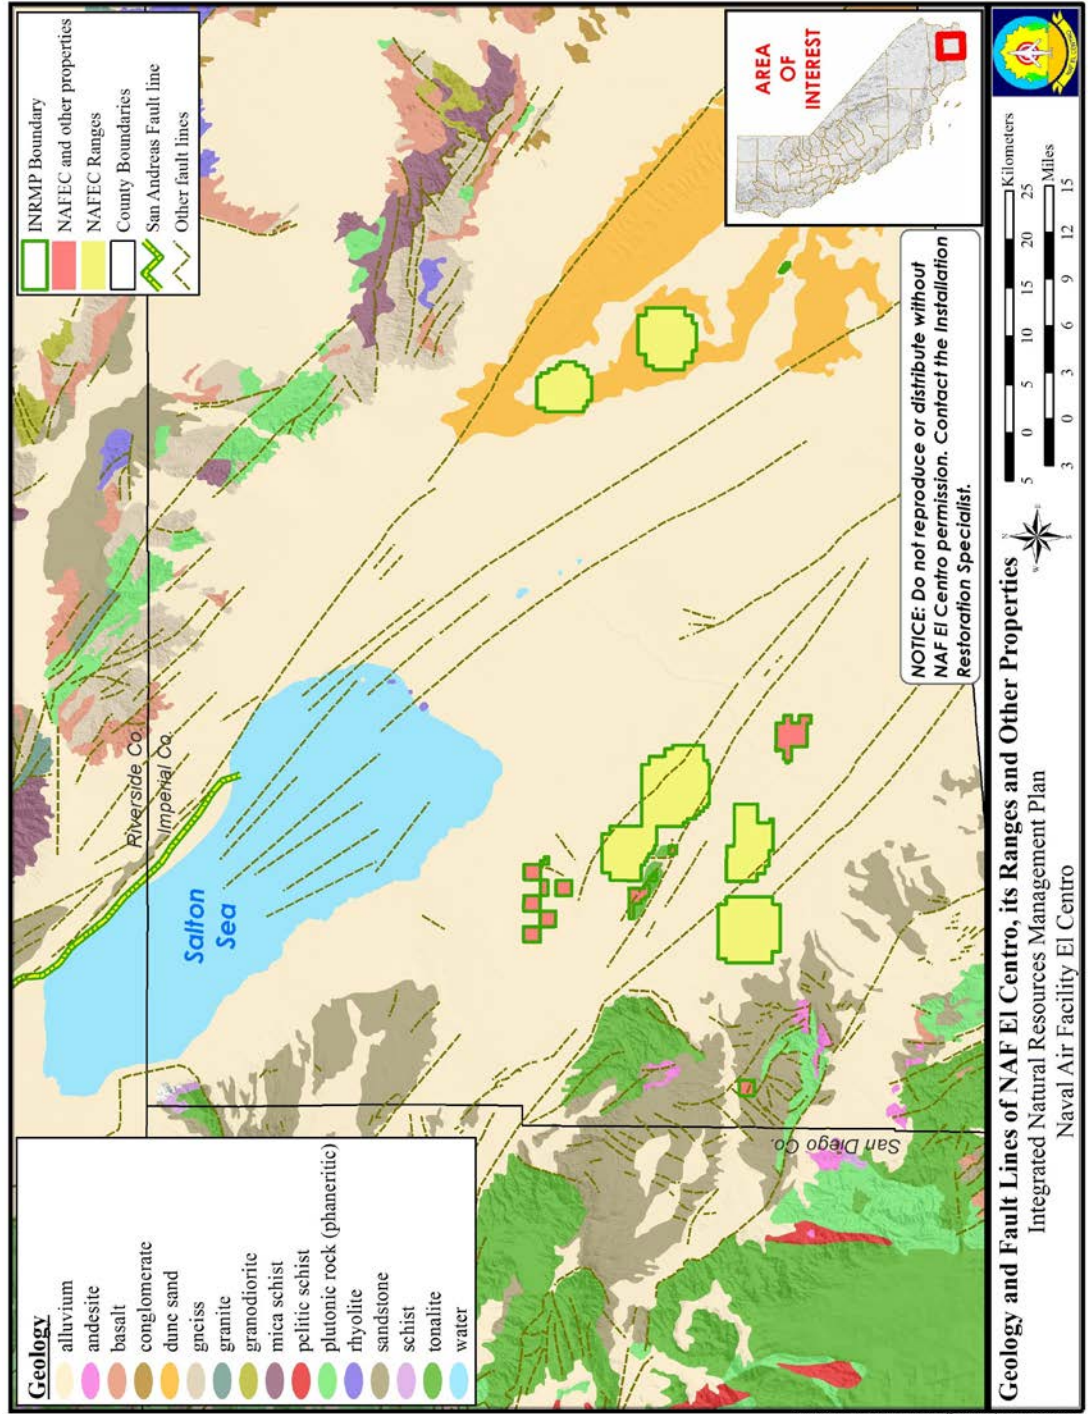 Geology
alluvium
andesite
basalt
conglomerate
dune sand
gneiss
granite
granodiorite
mica schist
pelitic schist
plutonic rock (phaneritic)
rhyolite
sandstone
schist
tonalite
water
INRMP Boundary
NAFEC and other properties
NAFEC Ranges
County Boundaries
San Andreas Fault line
Other fault lines
Riverside Co.
Imperial Co.
Salton
Sea
San Diego Co.
AREA
OF
INTEREST
NOTICE: Do not reproduce or distribute without
NAF El Centro permission. Contact the Installation
Restoration Specialist.
Geology and Fault Lines of NAF El Centro, its Ranges and Other Properties
Integrated Natural Resources Management Plan
Naval Air Facility El Centro
N
E
S
W
5 0 5 10 15 20 25
Kilometers
3 0 3 6 9 12 15
Miles
NAF EL CENTRO